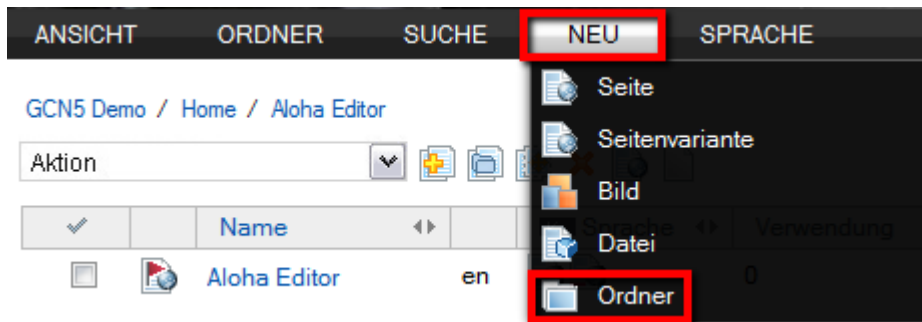 ANSICHT ORDNER SUCHE NEU SPRACHE
Seite
GCN5 Demo / Home / Aloha Editor
Seitenvariante
Aktion
Bild
Name Sprache Verwendung
Datei
Aloha Editor en 0
Ordner